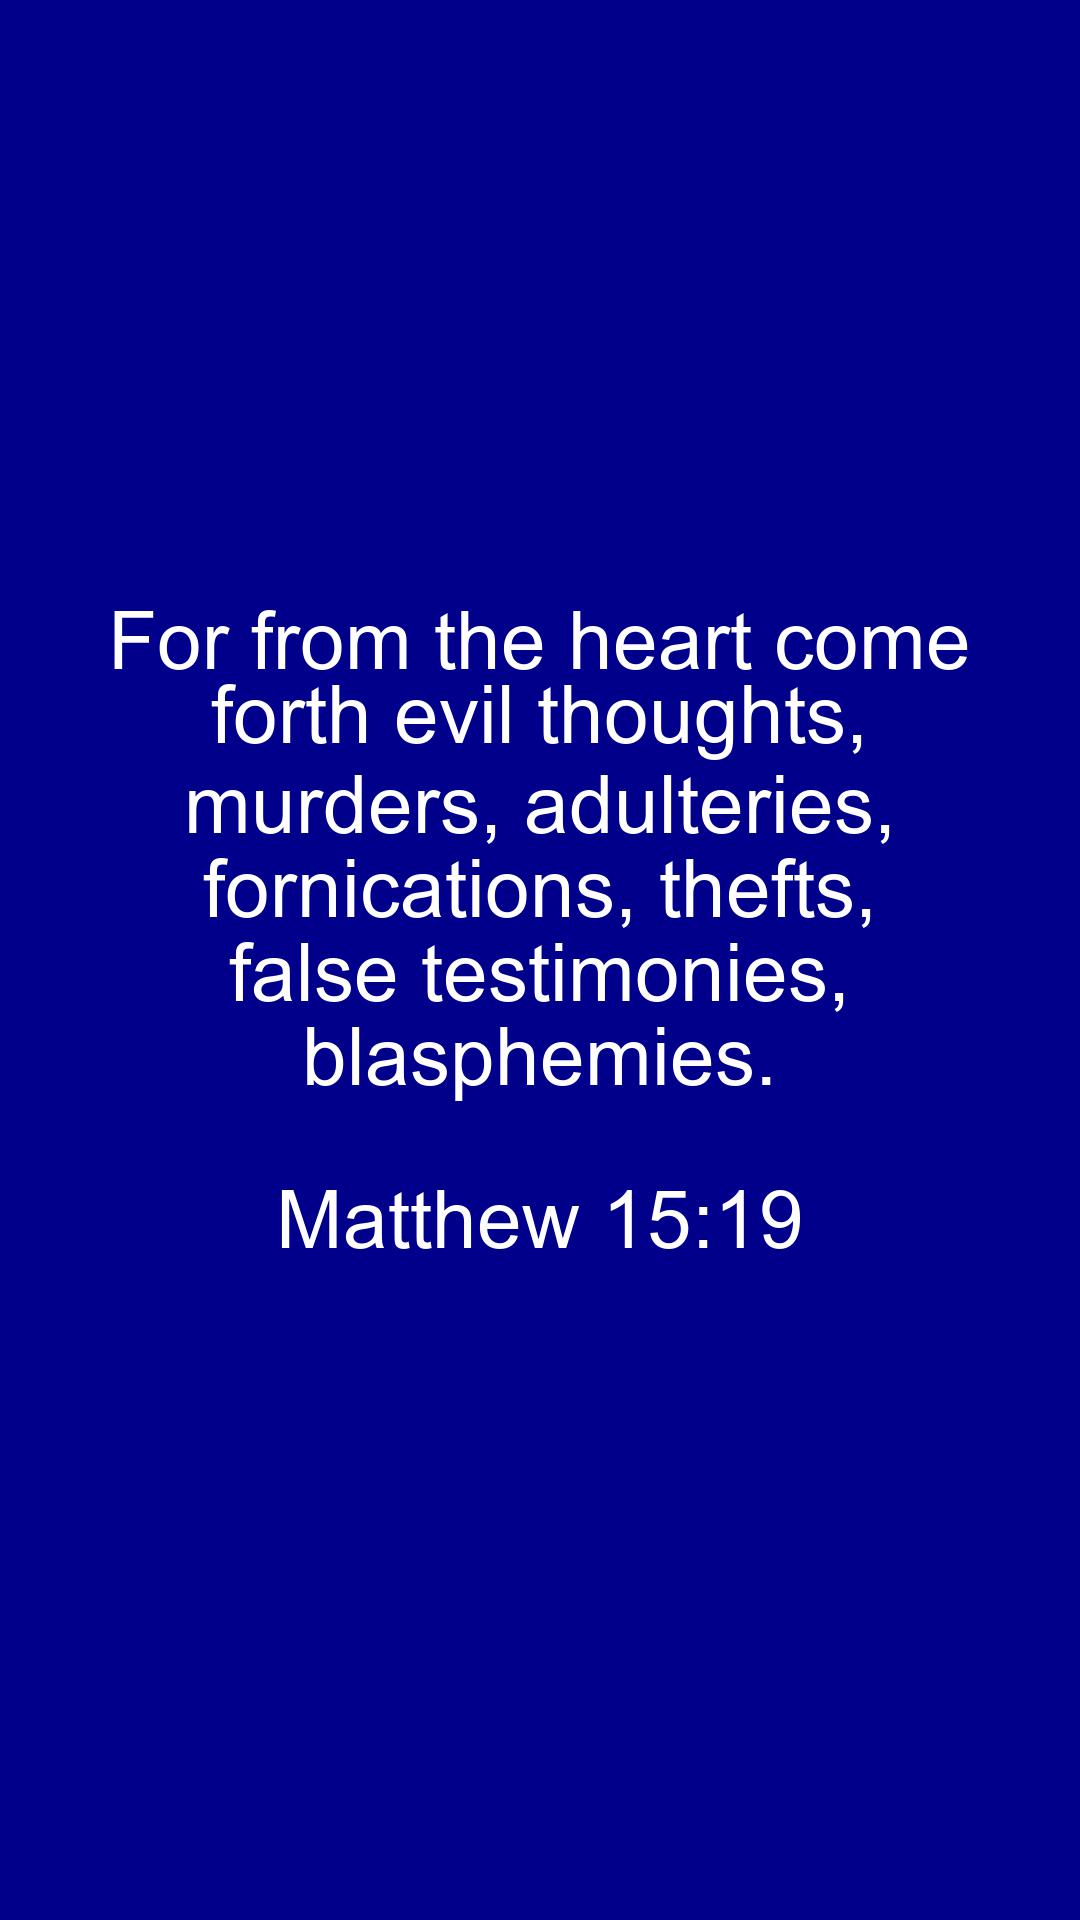 For from the heart come
forth evil thoughts,
murders, adulteries,
fornications, thefts,
false testimonies,
blasphemies.
Matthew 15:19